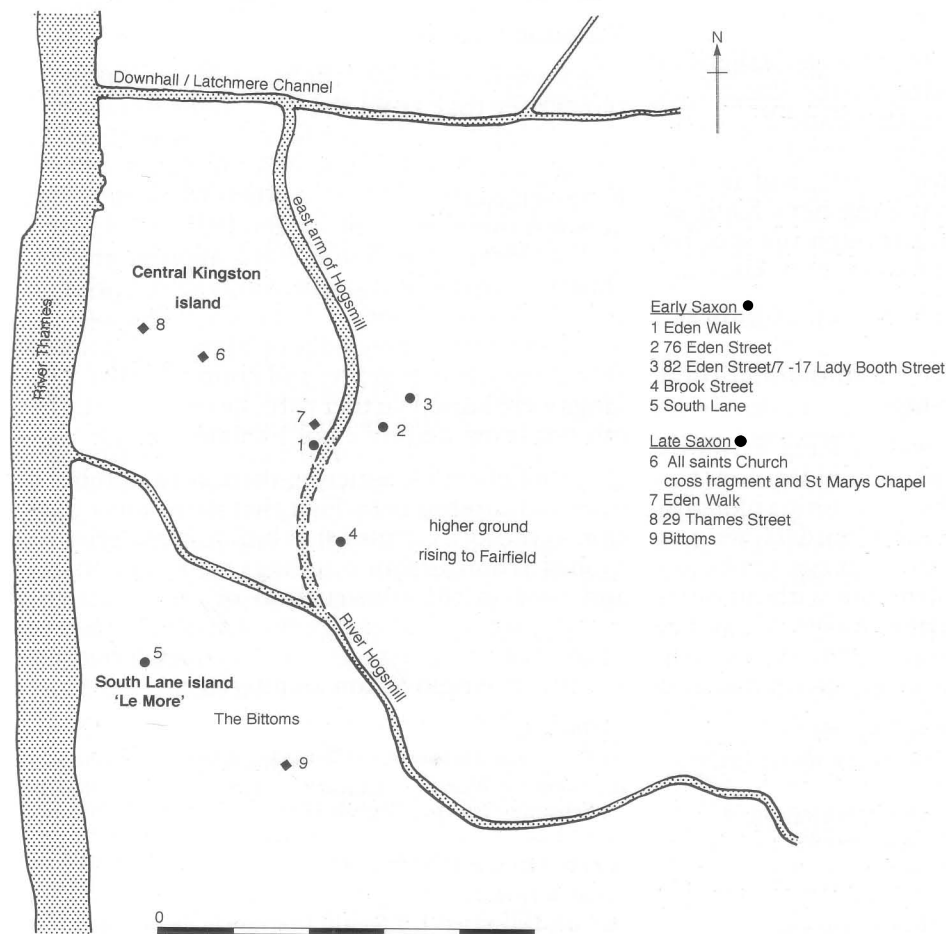 N
Downhall / Latchmere Channel
east arm of Hogsmill
Central Kingston
island
River Thames
8
6
7
1
3
2
4
higher ground
rising to Fairfield
River Hogsmill
5
South Lane island
'Le More'
The Bittoms
9
0
Early Saxon
1 Eden Walk
2 76 Eden Street
3 82 Eden Street/7 -17 Lady Booth Street
4 Brook Street
5 South Lane
Late Saxon
6 All saints Church
cross fragment and St Marys Chapel
7 Eden Walk
8 29 Thames Street
9 Bittoms